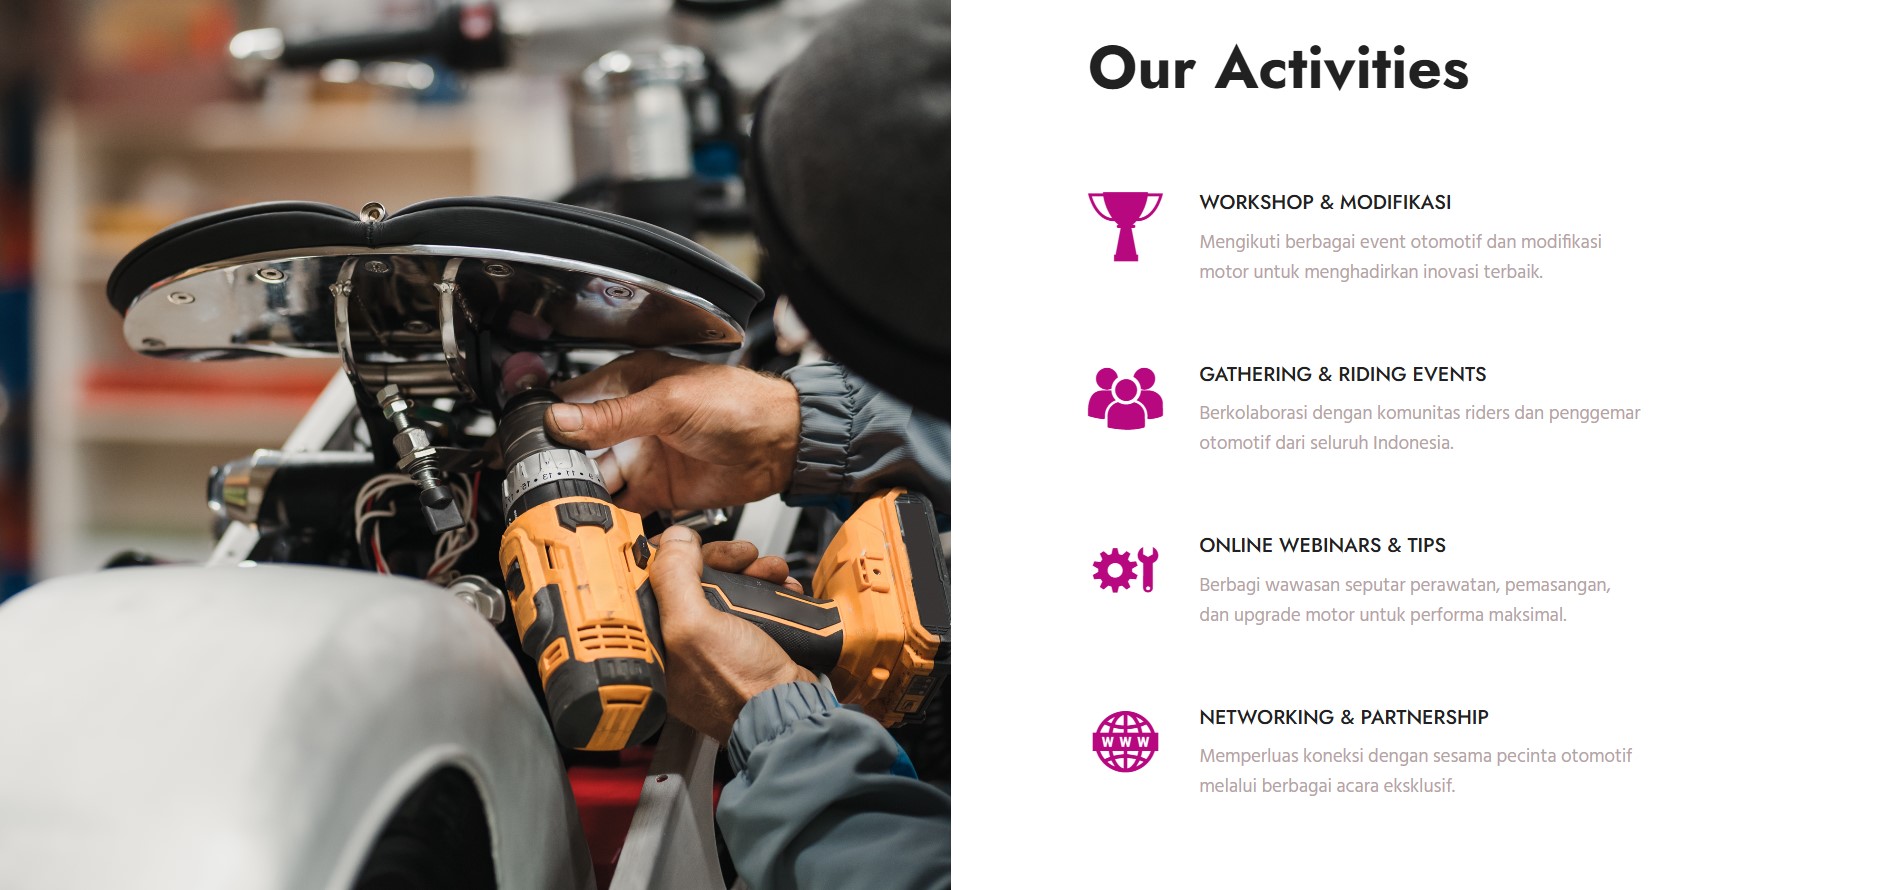 Our Activities
WORKSHOP & MODIFIKASI
Mengikuti berbagai event otomotif dan modifikasi
motor untuk menghadirkan inovasi terbaik.
GATHERING & RIDING EVENTS
Berkolaborasi dengan komunitas riders dan penggemar
otomotif dari seluruh Indonesia.
ONLINE WEBINARS & TIPS
Berbagi wawasan seputar perawatan, pemasangan,
dan upgrade motor untuk performa maksimal.
NETWORKING & PARTNERSHIP
WWW
Memperluas koneksi dengan sesama pecinta otomotif
melalui berbagai acara eksklusif.